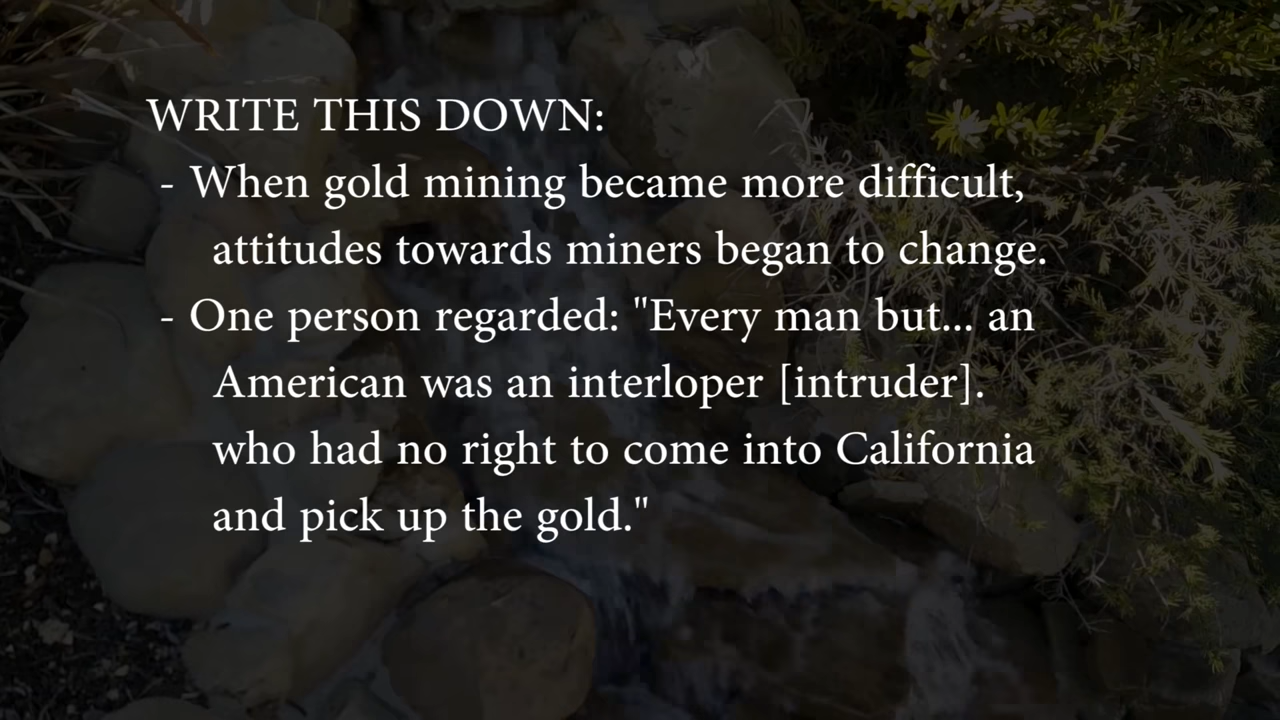 WRITE THIS DOWN:
- When gold mining became more difficult,
attitudes towards miners began to change.
- One person regarded: "Every man but... an
American was an interloper [intruder].
who had no right to come into California
and pick up the gold."